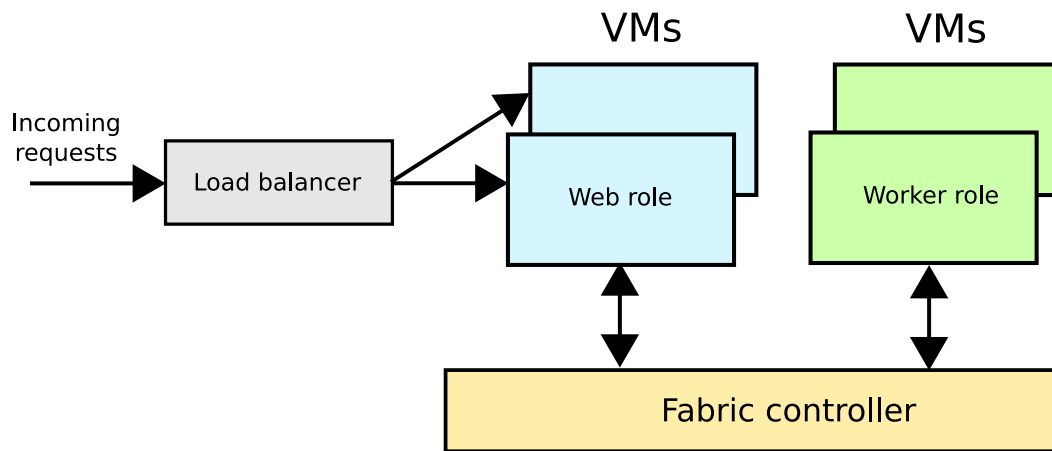 VMs
VMs
Incoming
requests
Load balancer
Web role
Worker role
Fabric controller